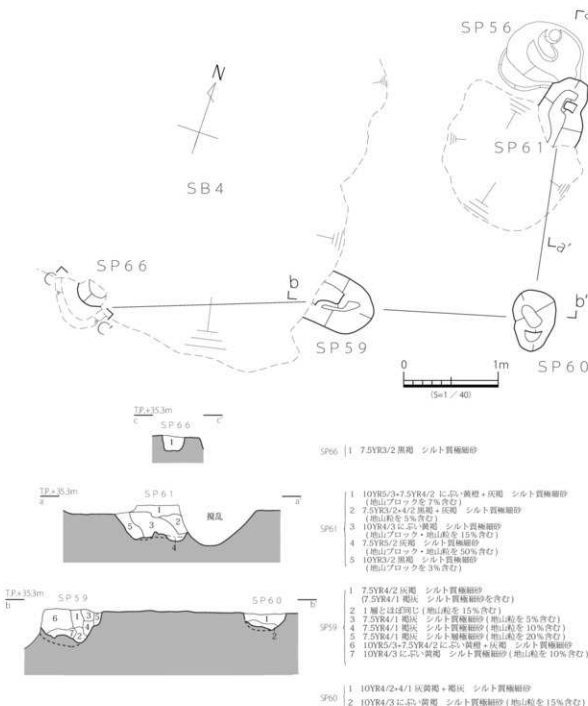 SP56
a
N
SP61
SB4
a'
SP66
c
b
b'
c'
SP59
SP60
0 1m
(S=1/40)
T.P.+35.3m
c c'
SP66
1
SP66 1 7.5YR3/2 黒褐 シルト質極細砂
T.P.+35.3m
SP61
a a'
1
2
3
5
4
撹乱
SP61
1 10YR5/3+7.5YR4/2 にぶい黄橙+灰褐 シルト質極細砂
(地山ブロックを7%含む)
2 7.5YR3/2+4/2 黒褐+灰褐 シルト質極細砂
(地山粒を5%含む)
3 10YR4/3 にぶい黄褐 シルト質極細砂
(地山ブロック・地山粒を15%含む)
4 7.5YR5/2 灰褐 シルト質極細砂
(地山ブロック・地山粒を50%含む)
5 10YR3/2 黒褐 シルト質極細砂
(地山ブロックを3%含む)
T.P.+35.3m
SP59 SP60
b b'
6 1 3
4
7 2
1
2
SP59
1 7.5YR4/2 灰褐 シルト質極細砂
(7.5YR4/1 褐灰 シルト質極細砂を含む)
2 1層とほぼ同じ(地山粒を15%含む)
3 7.5YR4/1 褐灰 シルト質極細砂(地山粒を5%含む)
4 7.5YR4/1 褐灰 シルト質極細砂(地山粒を10%含む)
5 7.5YR4/1 褐灰 シルト層極細砂(地山粒を20%含む)
6 10YR5/3+7.5YR4/2 にぶい黄橙+灰褐 シルト質極細砂
7 10YR4/3 にぶい黄褐 シルト質極細砂(地山粒を10%含む)
SP60
1 10YR4/2+4/1 灰黄褐+褐灰 シルト質極細砂
2 10YR4/3 にぶい黄褐 シルト質極細砂(地山粒を15%含む)